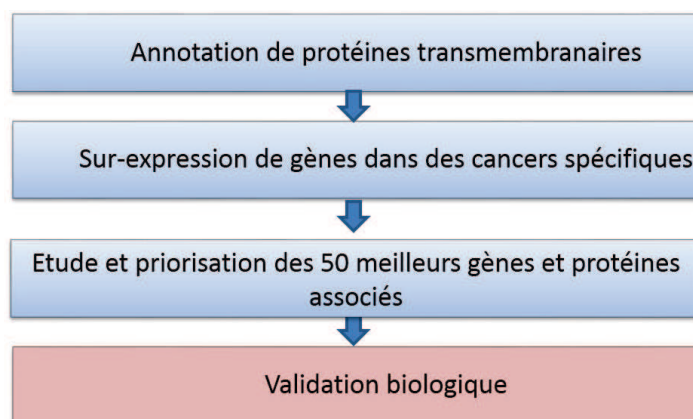 Annotation de protéines transmembranaires
Sur-expression de gènes dans des cancers spécifiques
Etude et priorisation des 50 meilleurs gènes et protéines
associés
Validation biologique